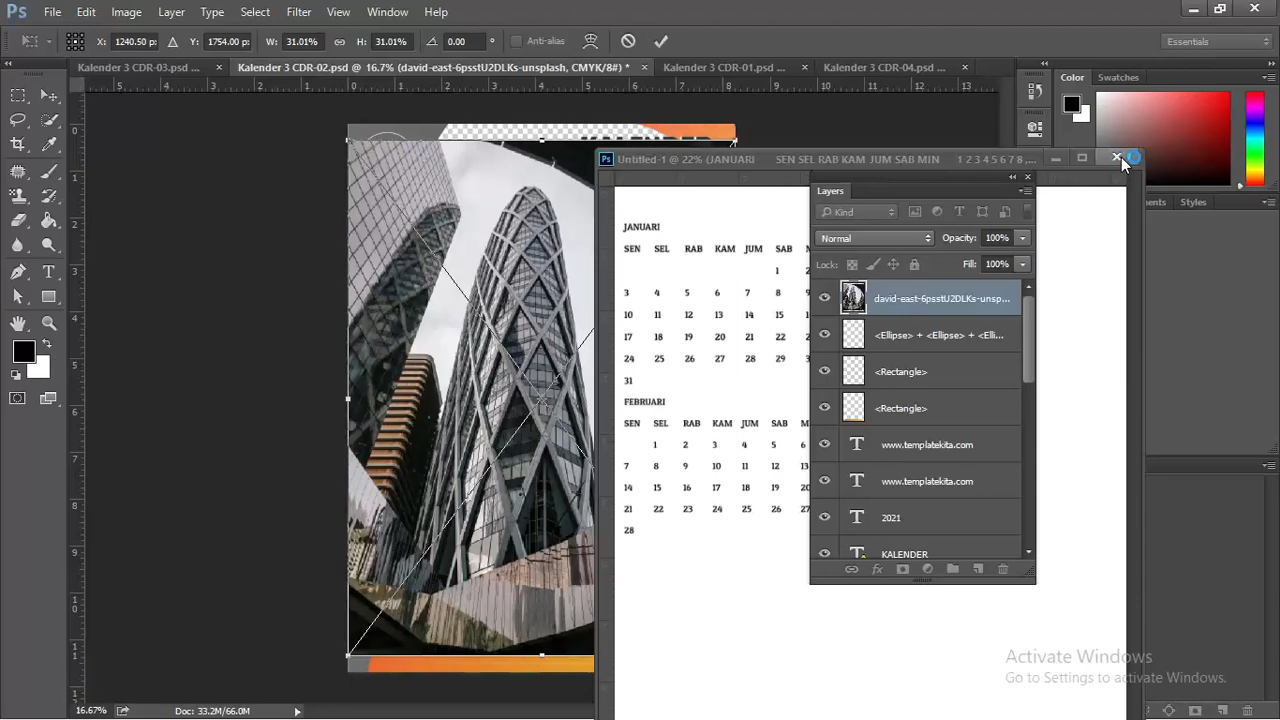 Ps File Edit Image Layer Type Select Filter 3D View Window Help
X: 1240.50 p: Y: 1754.00 p: W: 31.01% H: 31.01% 0.00 ° Anti-alias Essentials
Kalender 3 CDR-03.psd ... × Kalender 3 CDR-02.psd @ 16.7% (david-east-6psstU2DLKs-unsplash, CMYK/8#) * × Kalender 3 CDR-01.psd ... × Kalender 3 CDR-04.psd ... ×
Color Swatches
Styles
Ps Untitled-1 @ 22% (JANUARI SEN SEL RAB KAM JUM SAB MIN 1 2 3 4 5 6 7 8 ,...
JANUARI
SEN SEL RAB KAM JUM SAB
1
3 4 5 6 7 8
10 11 12 13 14 15
17 18 19 20 21 22
24 25 26 27 28 29
31
FEBRUARI
SEN SEL RAB KAM JUM SAB
1 2 3 4 5 6
7 8 9 10 11 12 13
14 15 16 17 18 19 20
21 22 23 24 25 26 27
28
Layers
Kind
Normal Opacity: 100%
Lock: Fill: 100%
david-east-6psstU2DLKs-unsp...
<Ellipse> + <Ellipse> + <Elli...
<Rectangle>
<Rectangle>
T www.templatekita.com
T www.templatekita.com
T 2021
T KALENDER
fx
Activate Windows
Go to Settings to activate Windows.
16.67% Doc: 33.2M/66.0M